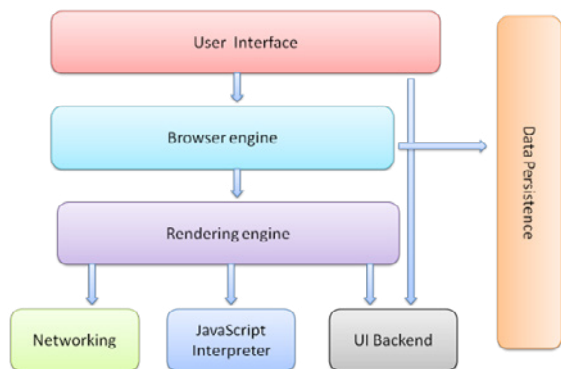 User Interface
Browser engine
Rendering engine
Networking
JavaScript
Interpreter
UI Backend
Data Persistence